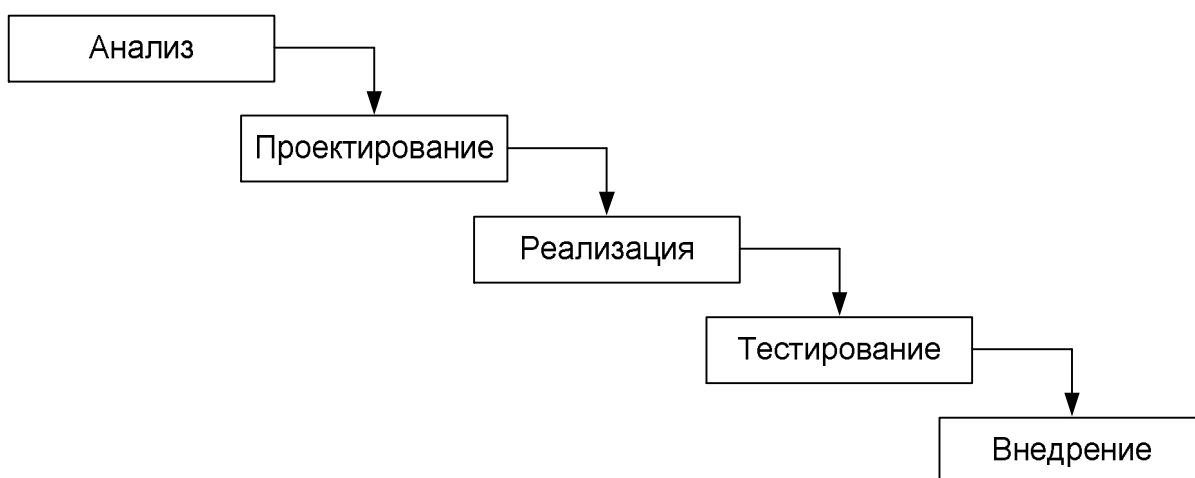 Анализ
Проектирование
Реализация
Тестирование
Внедрение